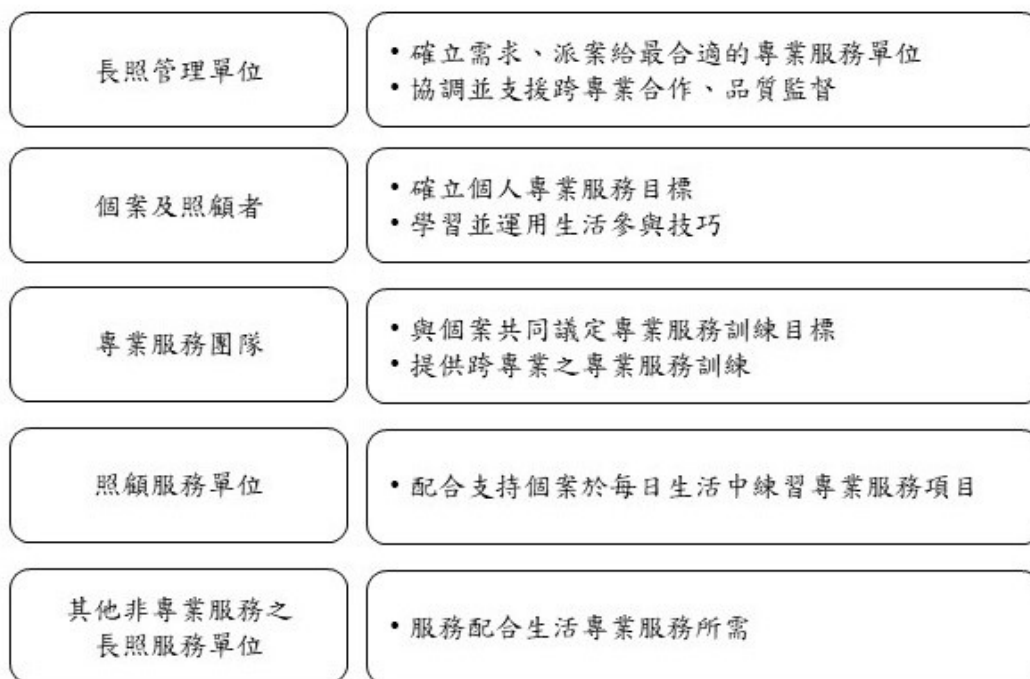 長照管理單位
• 確立需求、派案給最合適的專業服務單位
• 協調並支援跨專業合作、品質監督
個案及照顧者
• 確立個人專業服務目標
• 學習並運用生活參與技巧
專業服務團隊
• 與個案共同議定專業服務訓練目標
• 提供跨專業之專業服務訓練
照顧服務單位
• 配合支持個案於每日生活中練習專業服務項目
其他非專業服務之
長照服務單位
• 服務配合生活專業服務所需